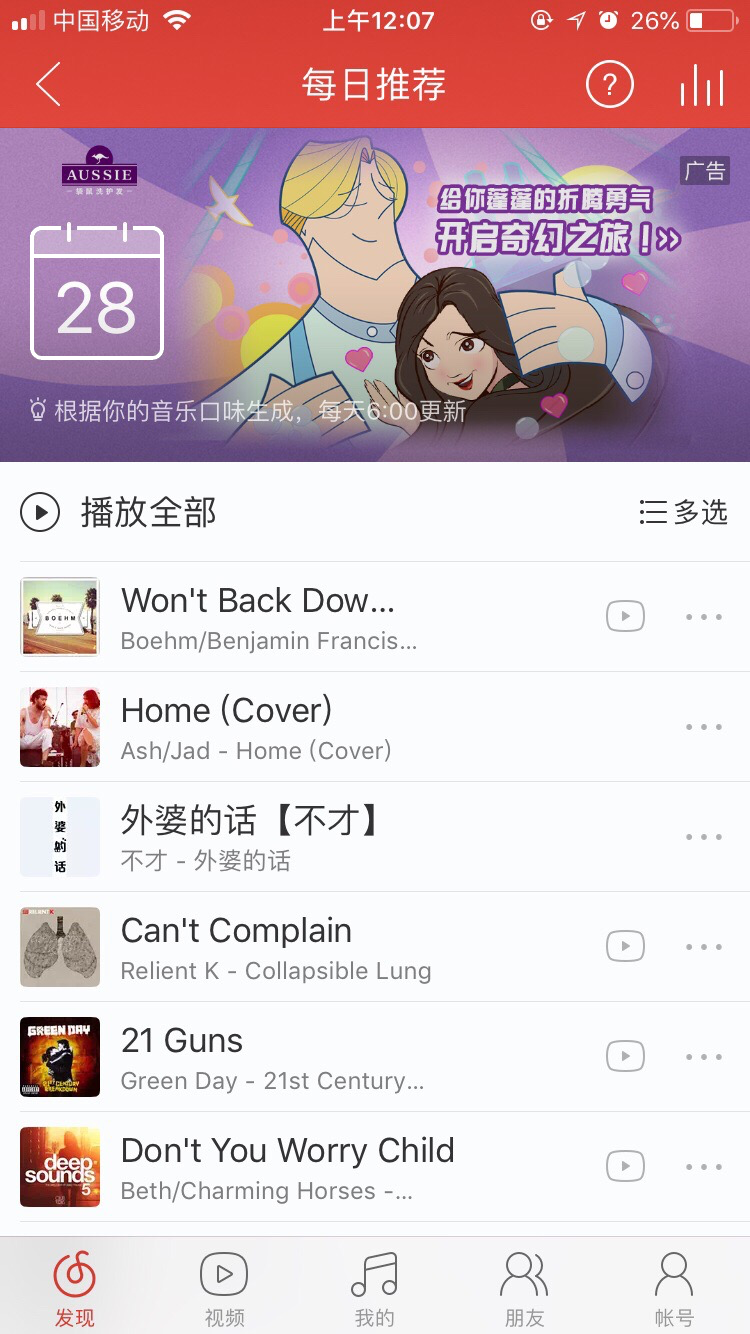 中国移动
上午12:07
26%
每日推荐
?
AUSSIE
袋鼠洗护发
广告
给你蓬蓬的折腾勇气
开启奇幻之旅！>>
28
根据你的音乐口味生成，每天6:00更新
播放全部
多选
BOEHM
Won't Back Dow...
Boehm/Benjamin Francis...
Home (Cover)
Ash/Jad - Home (Cover)
外婆的话
外婆的话【不才】
不才 - 外婆的话
Can't Complain
Relient K - Collapsible Lung
GREEN DAY
21ST CENTURY
BREAKDOWN
21 Guns
Green Day - 21st Century...
deep
sounds
5
Don't You Worry Child
Beth/Charming Horses -...
发现
视频
我的
朋友
帐号